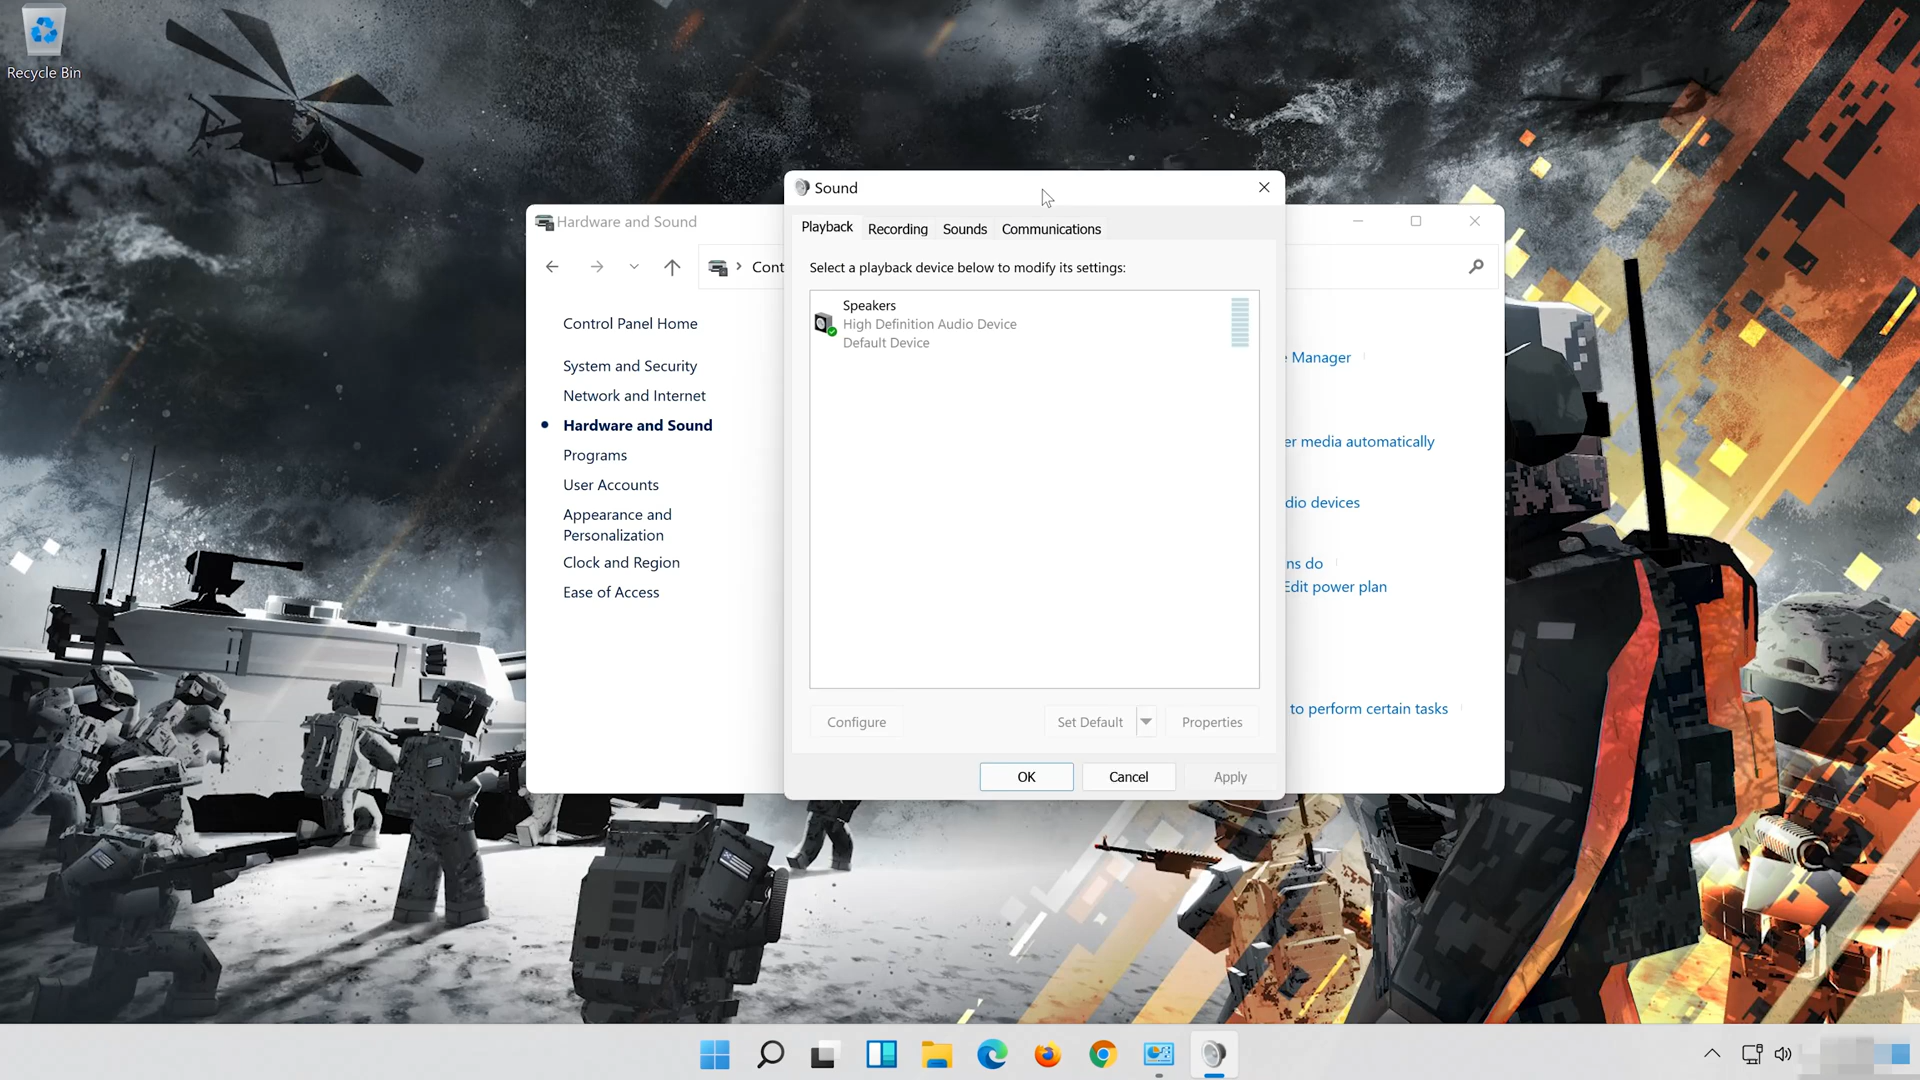 Recycle Bin
Sound
Hardware and Sound
Playback
Recording
Sounds
Communications
Cont
Select a playback device below to modify its settings:
Speakers
High Definition Audio Device
Default Device
Control Panel Home
System and Security
Network and Internet
Hardware and Sound
Programs
User Accounts
Appearance and
Personalization
Clock and Region
Ease of Access
Manager
er media automatically
dio devices
ns do
Edit power plan
to perform certain tasks
Configure
Set Default
Properties
OK
Cancel
Apply